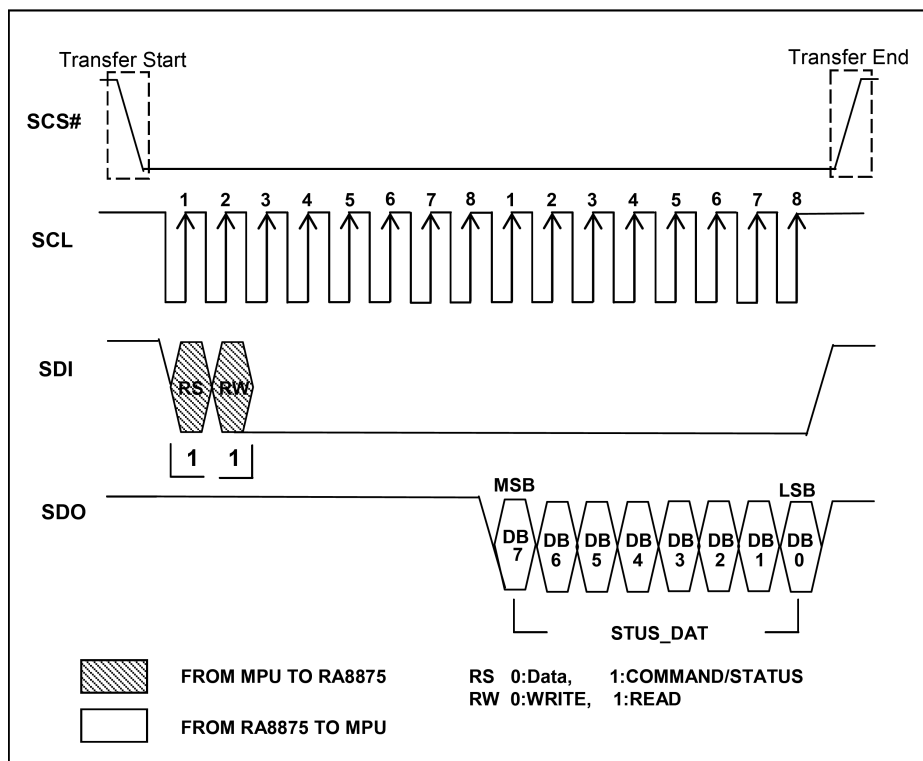 Transfer Start
Transfer End
SCS#
1 2 3 4 5 6 7 8 1 2 3 4 5 6 7 8
SCL
SDI
RS RW
1 1
MSB
LSB
SDO
DB 7 DB 6 DB 5 DB 4 DB 3 DB 2 DB 1 DB 0
STUS_DAT
FROM MPU TO RA8875
RS 0:Data, 1:COMMAND/STATUS
RW 0:WRITE, 1:READ
FROM RA8875 TO MPU